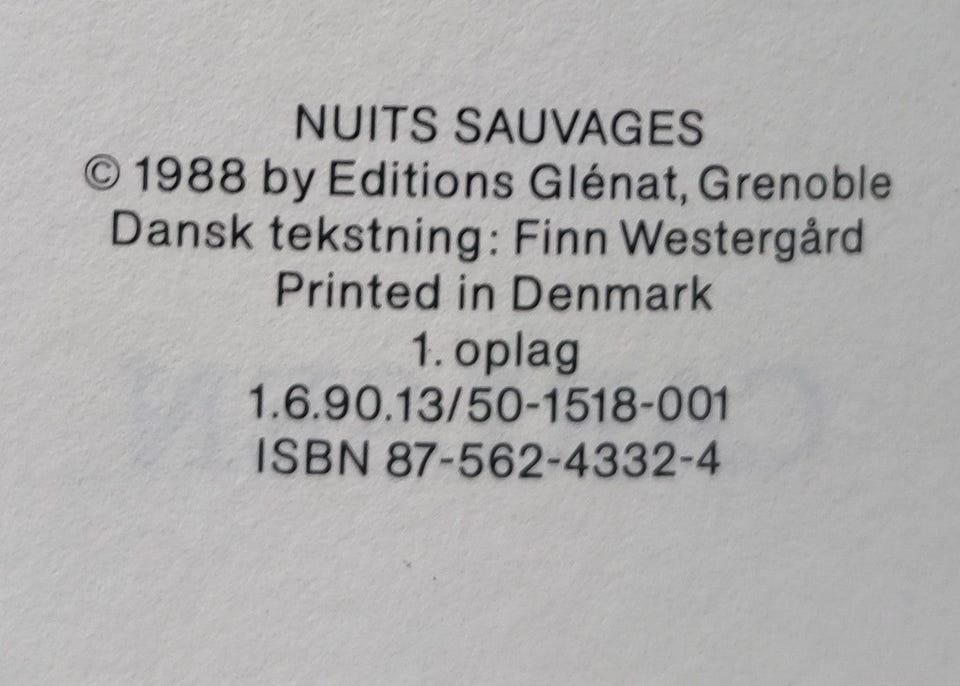 NUITS SAUVAGES
© 1988 by Editions Glénat, Grenoble
Dansk tekstning: Finn Westergård
Printed in Denmark
1. oplag
1.6.90.13/50-1518-001
ISBN 87-562-4332-4